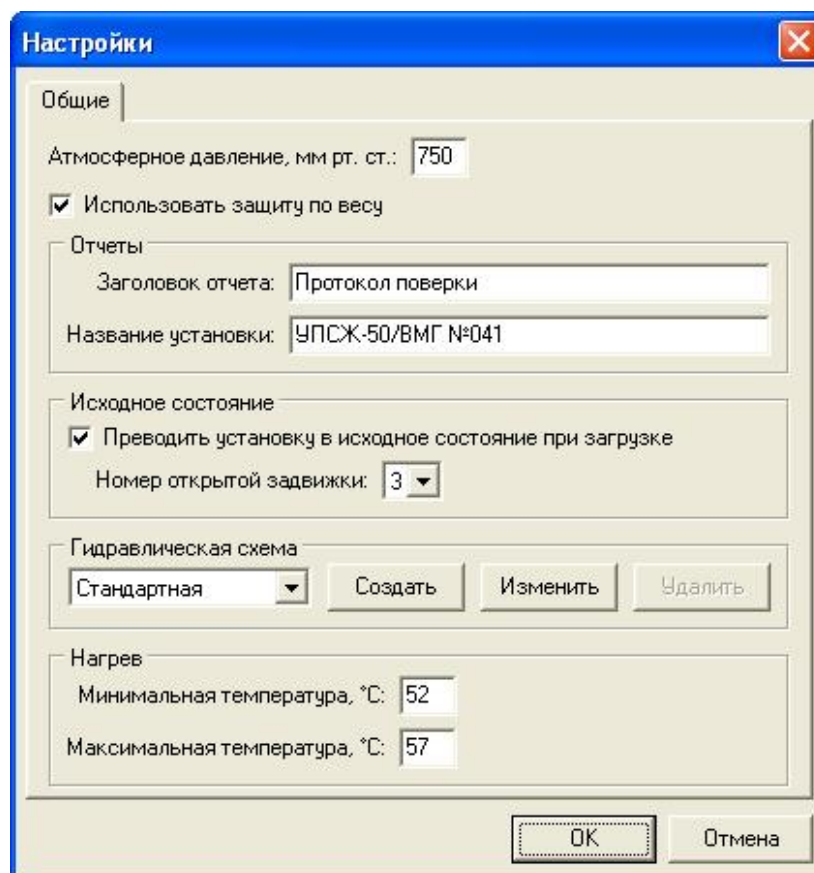 Настройки
Общие
Атмосферное давление, мм рт. ст.: 750
Использовать защиту по весу
Отчеты
Заголовок отчета: Протокол поверки
Название установки: УПСЖ-50/ВМГ №041
Исходное состояние
Преводить установку в исходное состояние при загрузке
Номер открытой задвижки: 3
Гидравлическая схема
Стандартная Создать Изменить Удалить
Нагрев
Минимальная температура, °C: 52
Максимальная температура, °C: 57
OK Отмена